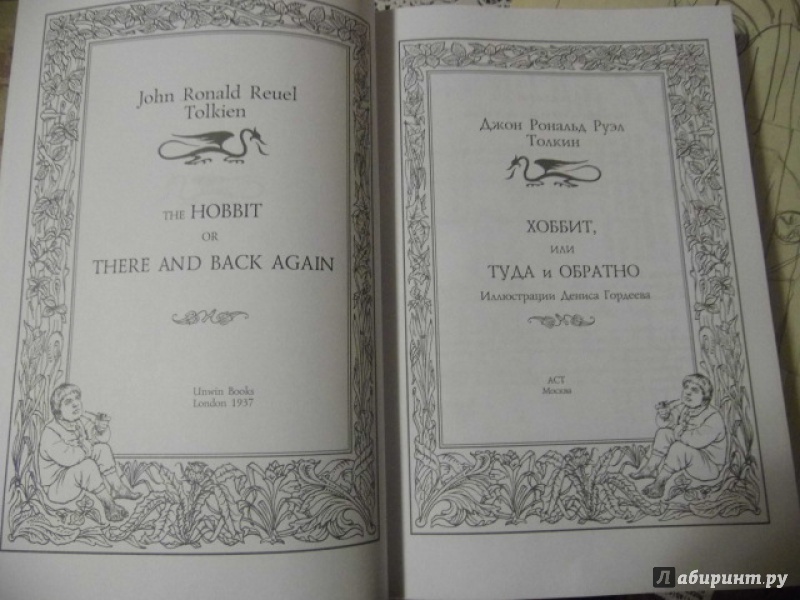 John Ronald Reuel
Tolkien
THE HOBBIT
OR
THERE AND BACK AGAIN
Unwin Books
London 1937
Джон Рональд Руэл
Толкин
ХОББИТ,
ИЛИ
ТУДА и ОБРАТНО
Иллюстрации Дениса Гордеева
АСТ
Москва
Лабиринт.ру